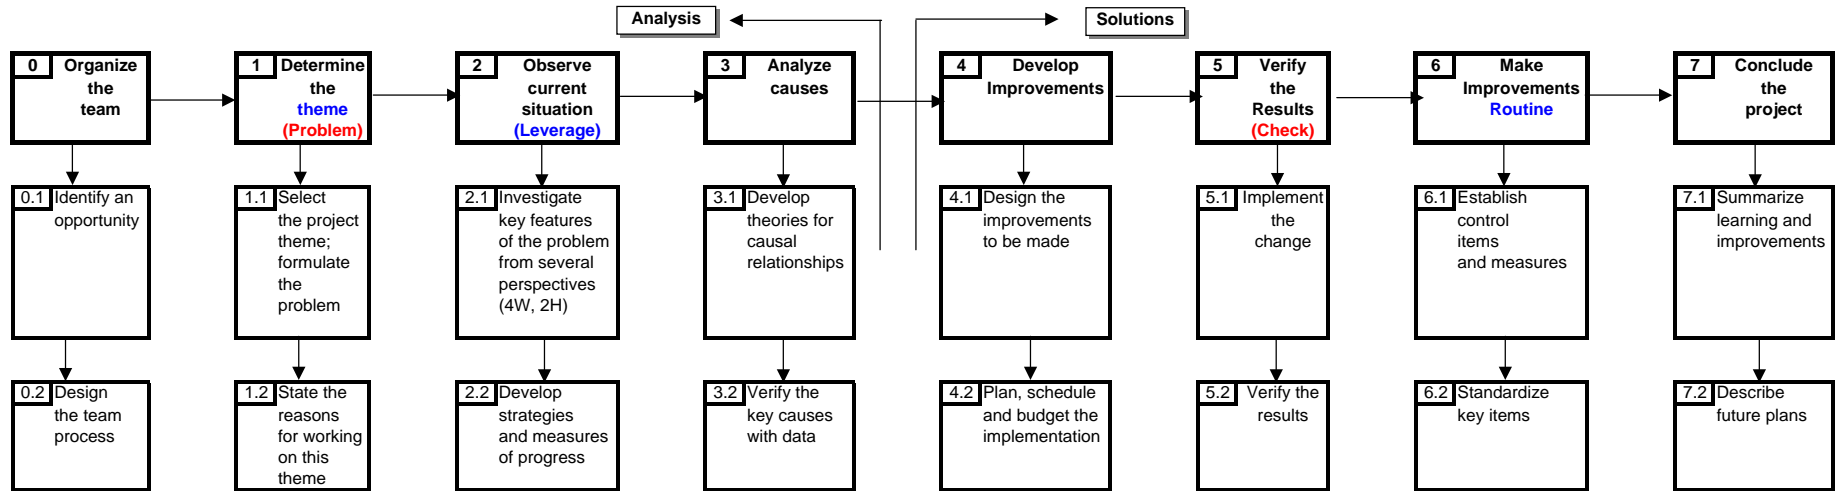 Analysis
Solutions
0 Organize
the
team
1 Determine
the
theme
(Problem)
2 Observe
current
situation
(Leverage)
3 Analyze
causes
4 Develop
Improvements
5 Verify
the
Results
(Check)
6 Make
Improvements
Routine
7 Conclude
the
project
0.1 Identify an
opportunity
1.1 Select
the project
theme;
formulate
the
problem
2.1 Investigate
key features
of the problem
from several
perspectives
(4W, 2H)
3.1 Develop
theories for
causal
relationships
4.1 Design the
improvements
to be made
5.1 Implement
the
change
6.1 Establish
control
items
and measures
7.1 Summarize
learning and
improvements
0.2 Design
the team
process
1.2 State the
reasons
for working
on this
theme
2.2 Develop
strategies
and measures
of progress
3.2 Verify the
key causes
with data
4.2 Plan, schedule
and budget the
implementation
5.2 Verify the
results
6.2 Standardize
key items
7.2 Describe
future plans